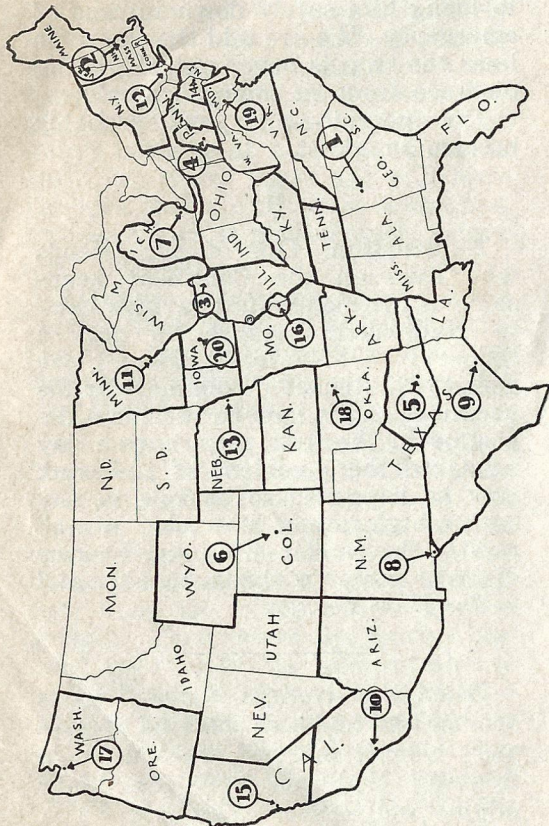 MAINE
2
N.H.
MASS
CONN.
R
N.Y.
12
WASH.
17
ORE.
IDAHO
MON.
N.D.
S.D.
MINN.
11
WIS
MICH
7
WYO.
6
NEB.
13
IOWA
20
3
ILL.
IND.
OHIO
4
PENN.
14
MD.
19
W.VA.
VIR.
15
CAL.
NEV.
UTAH
COL.
KAN.
MO.
16
KY.
N.C.
TENN.
10
ARIZ.
N.M.
8
18
OKLA.
ARK.
1
S.C.
TEXAS
5
9
LA.
MISS.
ALA.
GEO.
FLO.